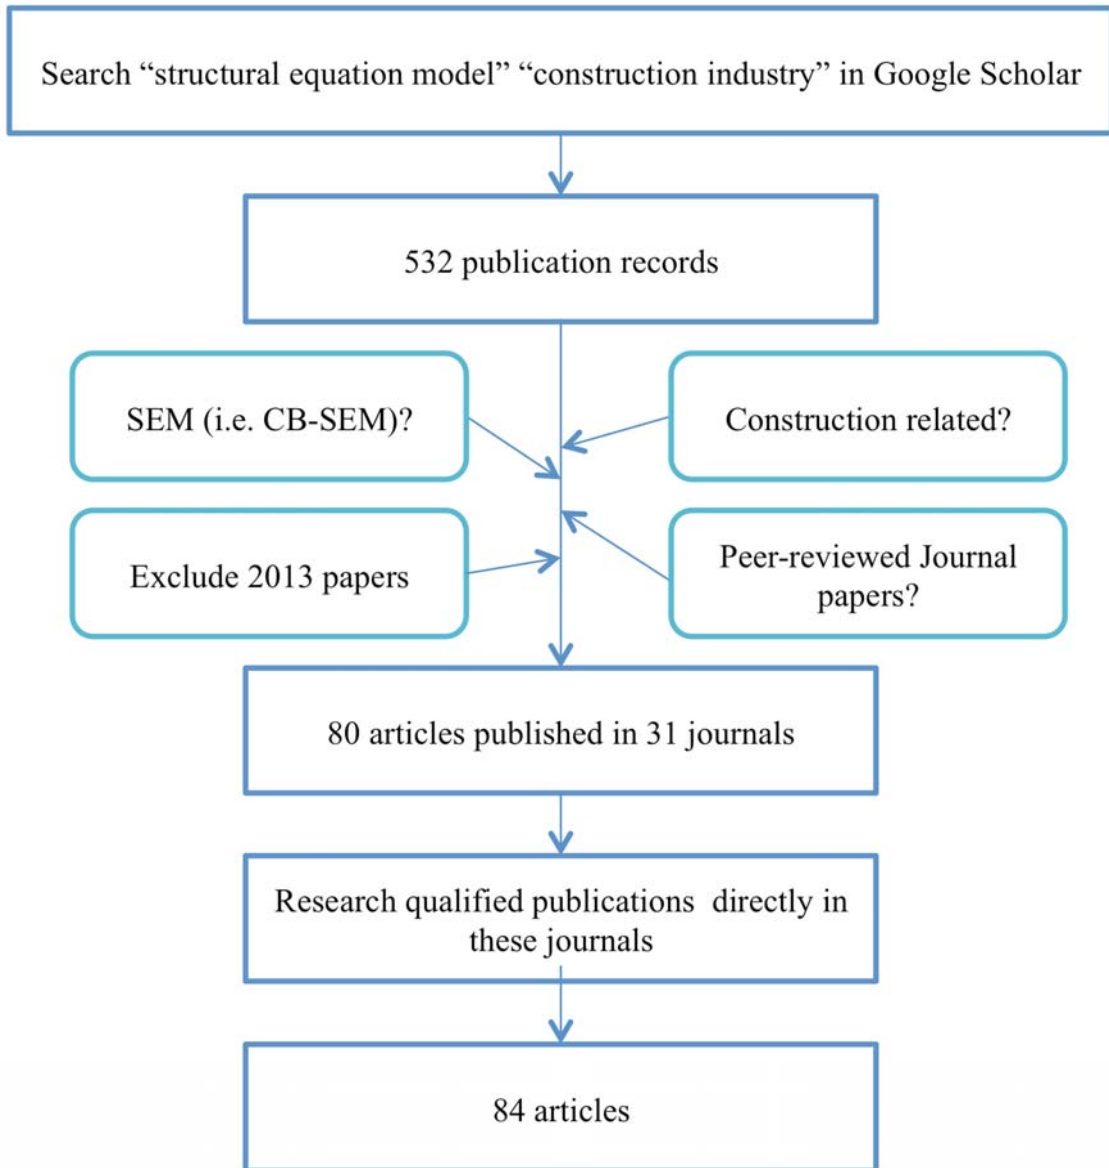 Search “structural equation model” “construction industry” in Google Scholar
532 publication records
SEM (i.e. CB-SEM)?
Construction related?
Exclude 2013 papers
Peer-reviewed Journal
papers?
80 articles published in 31 journals
Research qualified publications  directly in
these journals
84 articles